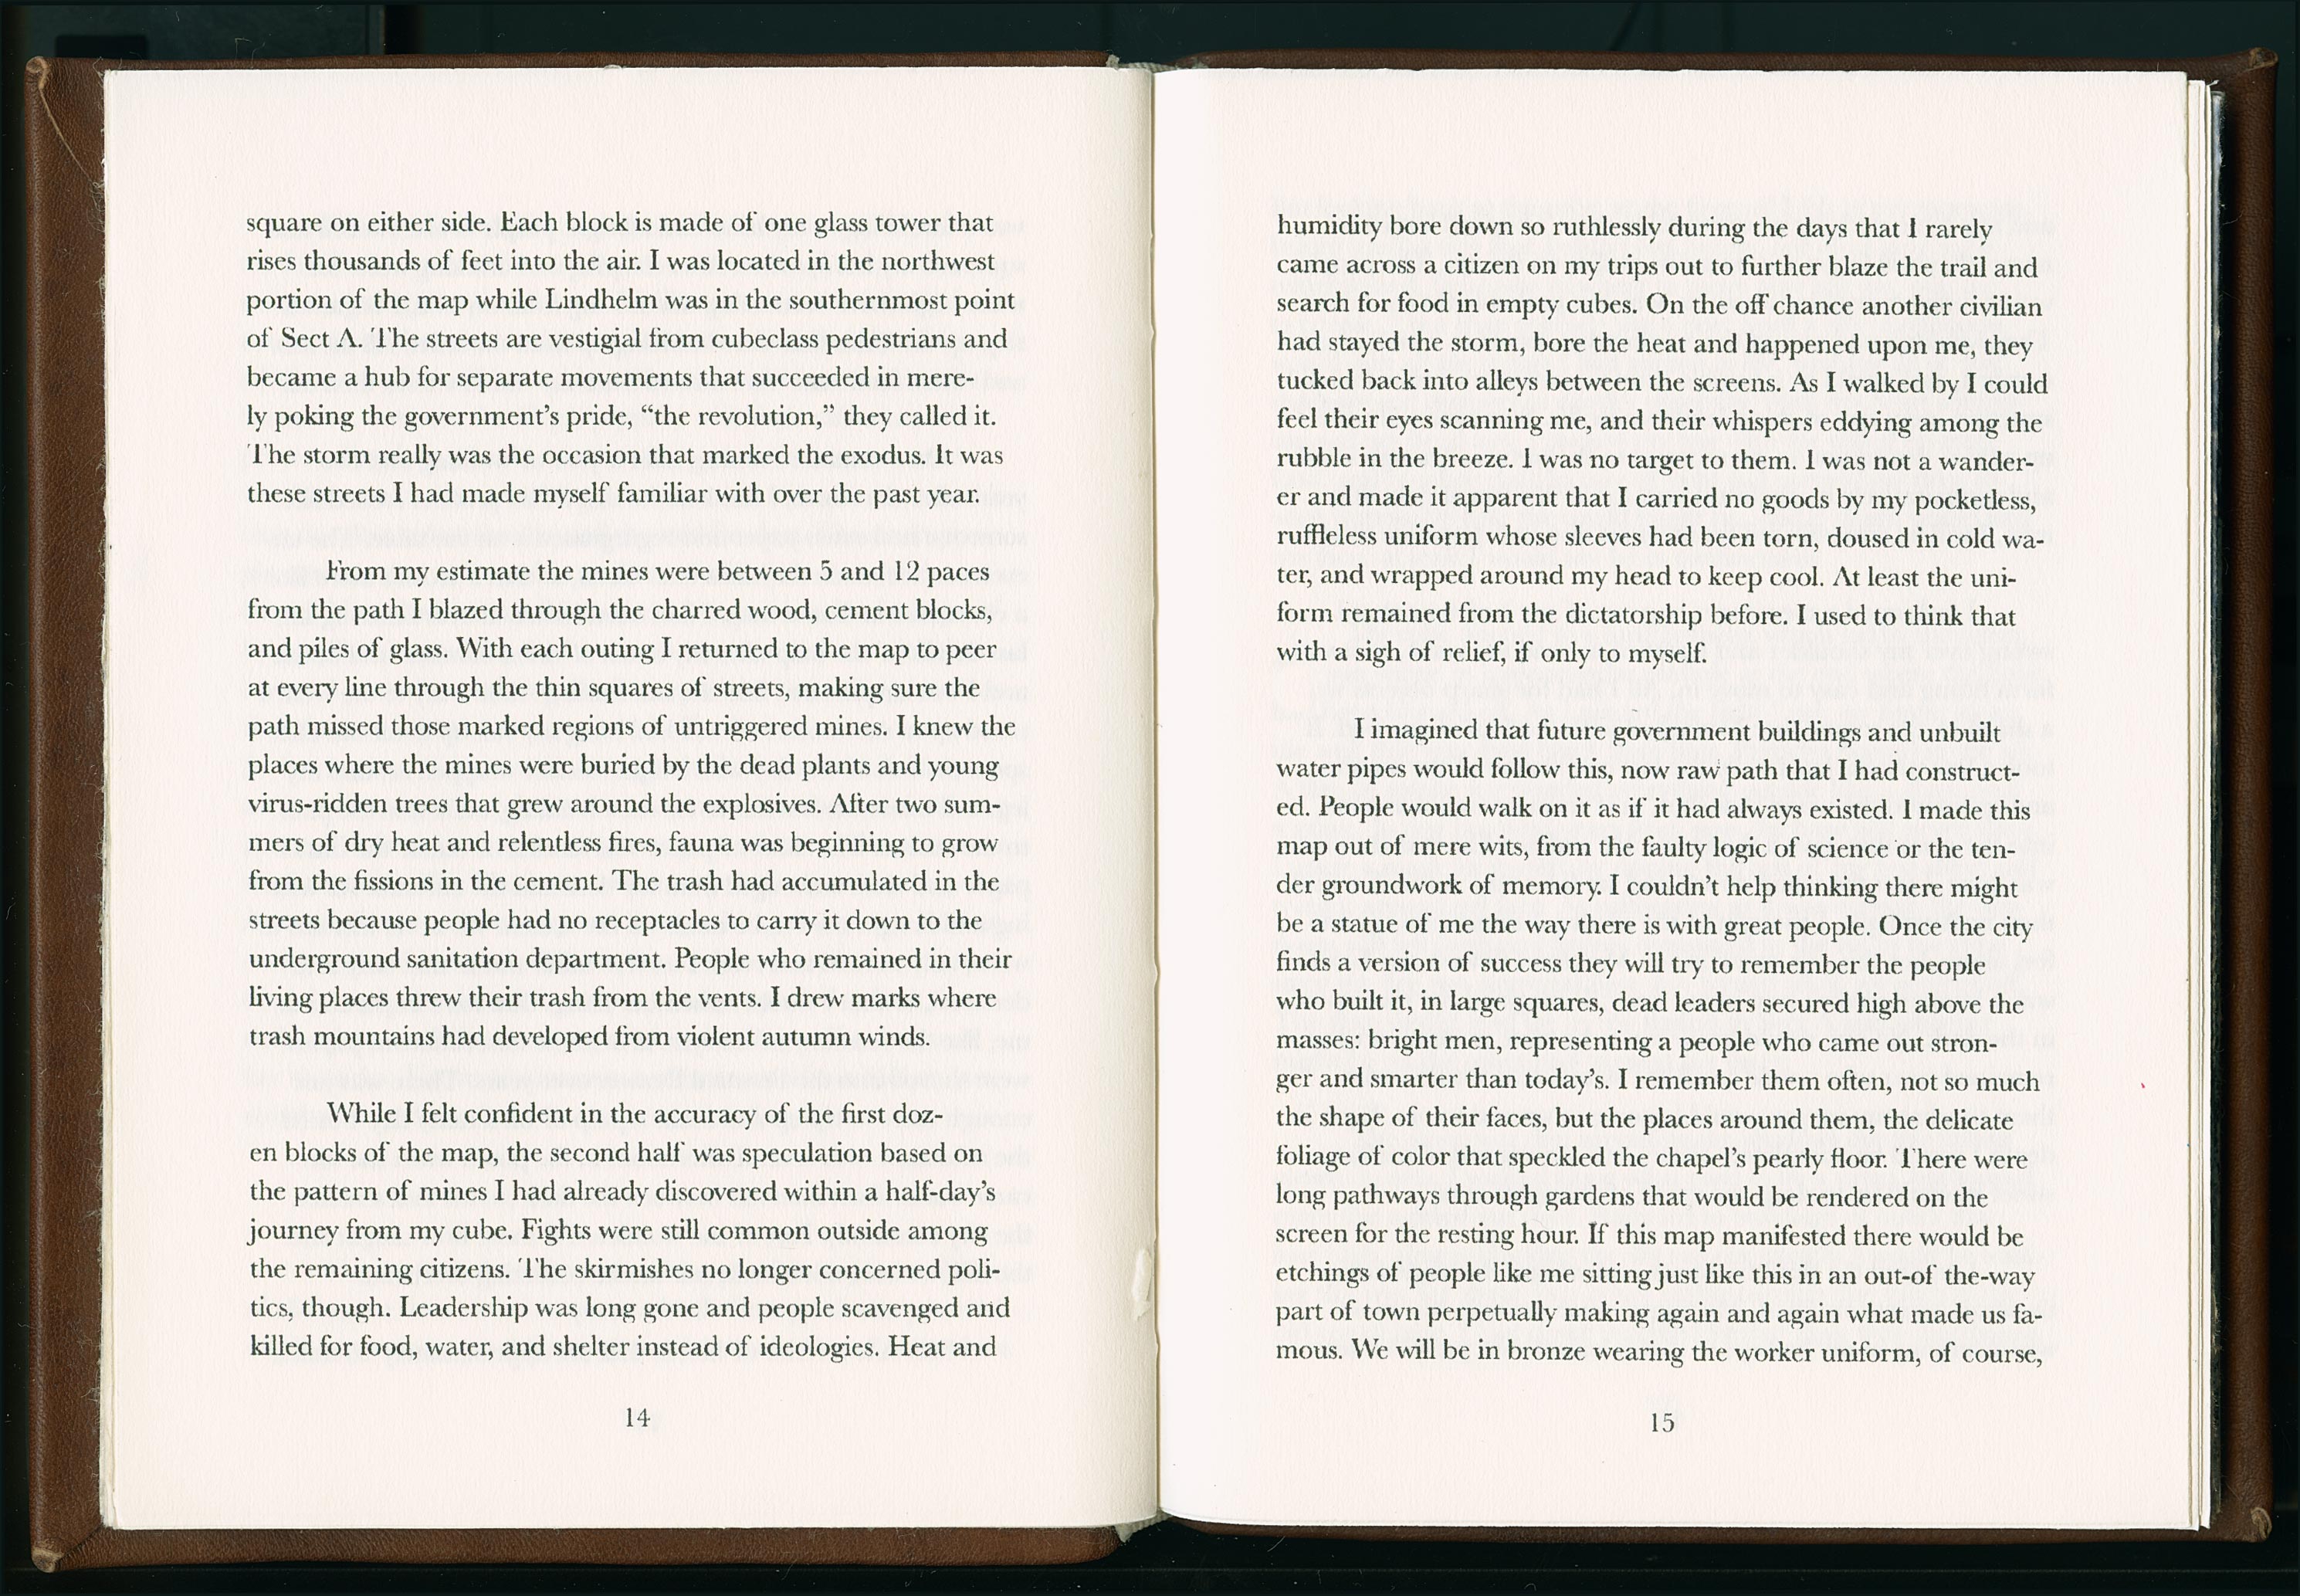 square on either side. Each block is made of one glass tower that
rises thousands of feet into the air. I was located in the northwest
portion of the map while Lindhelm was in the southernmost point
of Sect A. The streets are vestigial from cubeclass pedestrians and
became a hub for separate movements that succeeded in mere-
ly poking the government’s pride, “the revolution,” they called it.
The storm really was the occasion that marked the exodus. It was
these streets I had made myself familiar with over the past year.
From my estimate the mines were between 5 and 12 paces
from the path I blazed through the charred wood, cement blocks,
and piles of glass. With each outing I returned to the map to peer
at every line through the thin squares of streets, making sure the
path missed those marked regions of untriggered mines. I knew the
places where the mines were buried by the dead plants and young
virus-ridden trees that grew around the explosives. After two sum-
mers of dry heat and relentless fires, fauna was beginning to grow
from the fissions in the cement. The trash had accumulated in the
streets because people had no receptacles to carry it down to the
underground sanitation department. People who remained in their
living places threw their trash from the vents. I drew marks where
trash mountains had developed from violent autumn winds.
While I felt confident in the accuracy of the first doz-
en blocks of the map, the second half was speculation based on
the pattern of mines I had already discovered within a half-day’s
journey from my cube. Fights were still common outside among
the remaining citizens. The skirmishes no longer concerned poli-
tics, though. Leadership was long gone and people scavenged and
killed for food, water, and shelter instead of ideologies. Heat and
14
humidity bore down so ruthlessly during the days that I rarely
came across a citizen on my trips out to further blaze the trail and
search for food in empty cubes. On the off chance another civilian
had stayed the storm, bore the heat and happened upon me, they
tucked back into alleys between the screens. As I walked by I could
feel their eyes scanning me, and their whispers eddying among the
rubble in the breeze. I was no target to them. I was not a wander-
er and made it apparent that I carried no goods by my pocketless,
ruffleless uniform whose sleeves had been torn, doused in cold wa-
ter, and wrapped around my head to keep cool. At least the uni-
form remained from the dictatorship before. I used to think that
with a sigh of relief, if only to myself.
I imagined that future government buildings and unbuilt
water pipes would follow this, now raw path that I had construct-
ed. People would walk on it as if it had always existed. I made this
map out of mere wits, from the faulty logic of science or the ten-
der groundwork of memory. I couldn’t help thinking there might
be a statue of me the way there is with great people. Once the city
finds a version of success they will try to remember the people
who built it, in large squares, dead leaders secured high above the
masses: bright men, representing a people who came out stron-
ger and smarter than today’s. I remember them often, not so much
the shape of their faces, but the places around them, the delicate
foliage of color that speckled the chapel’s pearly floor. There were
long pathways through gardens that would be rendered on the
screen for the resting hour. If this map manifested there would be
etchings of people like me sitting just like this in an out-of the-way
part of town perpetually making again and again what made us fa-
mous. We will be in bronze wearing the worker uniform, of course,
15